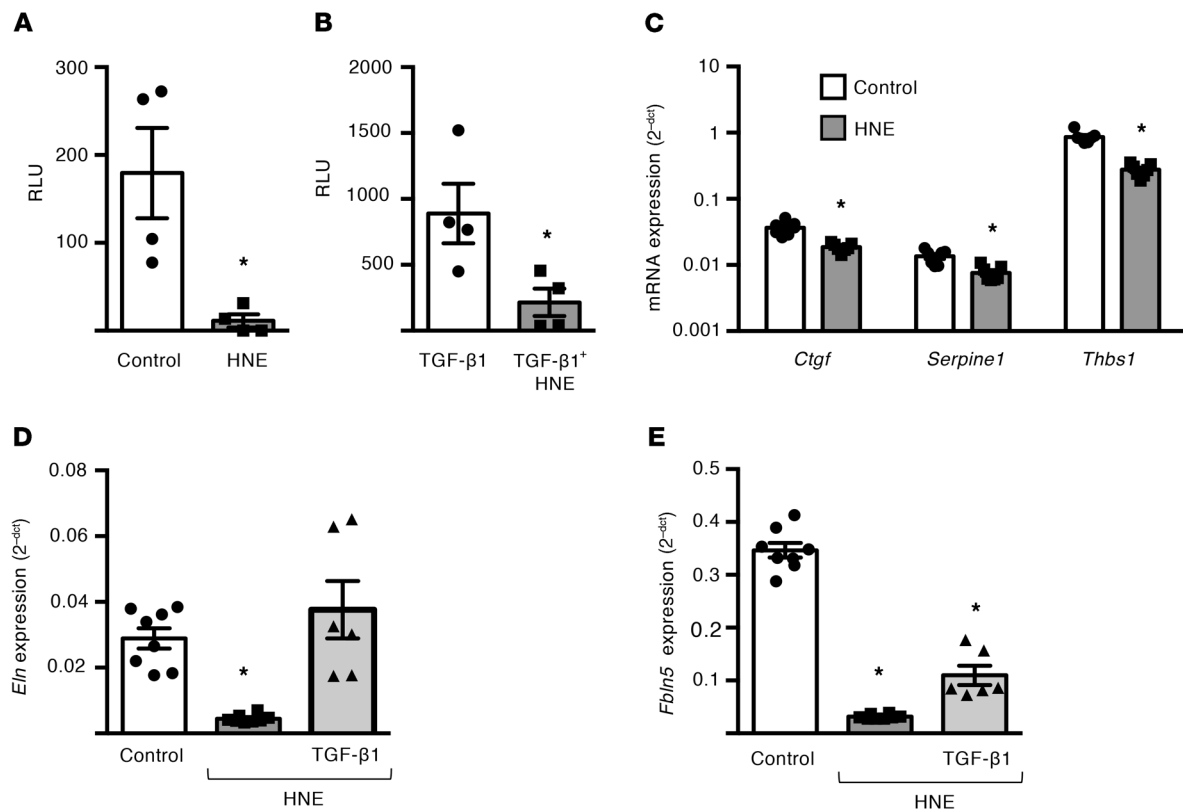 A
300
200
100
RLU
*
Control
HNE
B
2000
1500
1000
500
RLU
*
TGF-β1
TGF-β1⁺
HNE
C
10
1
0.1
0.01
0.001
mRNA expression (2⁻ᵈᶜᵗ)
Control
HNE
*
*
*
Ctgf
Serpine1
Thbs1
D
0.08
0.06
0.04
0.02
Eln expression (2⁻ᵈᶜᵗ)
*
Control
TGF-β1
HNE
E
0.5
0.4
0.3
0.2
0.1
Fbln5 expression (2⁻ᵈᶜᵗ)
*
*
Control
TGF-β1
HNE